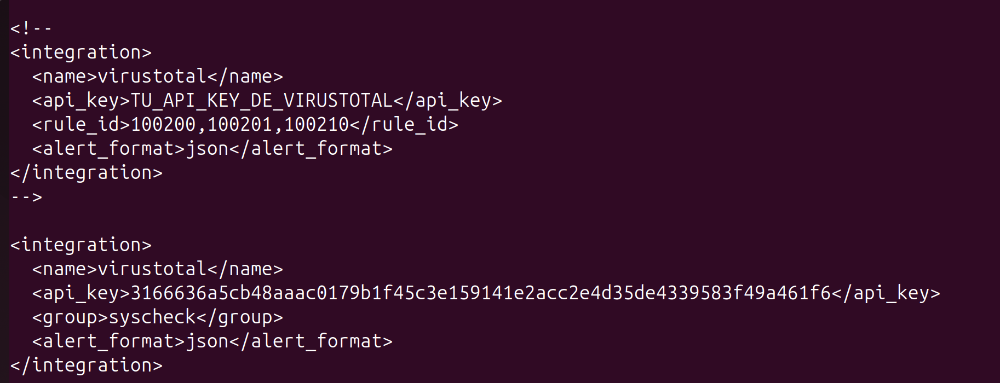 <!--
<integration>
  <name>virustotal</name>
  <api_key>TU_API_KEY_DE_VIRUSTOTAL</api_key>
  <rule_id>100200,100201,100210</rule_id>
  <alert_format>json</alert_format>
</integration>
-->
<integration>
  <name>virustotal</name>
  <api_key>3166636a5cb48aaac0179b1f45c3e159141e2acc2e4d35de4339583f49a461f6</api_key>
  <group>syscheck</group>
  <alert_format>json</alert_format>
</integration>